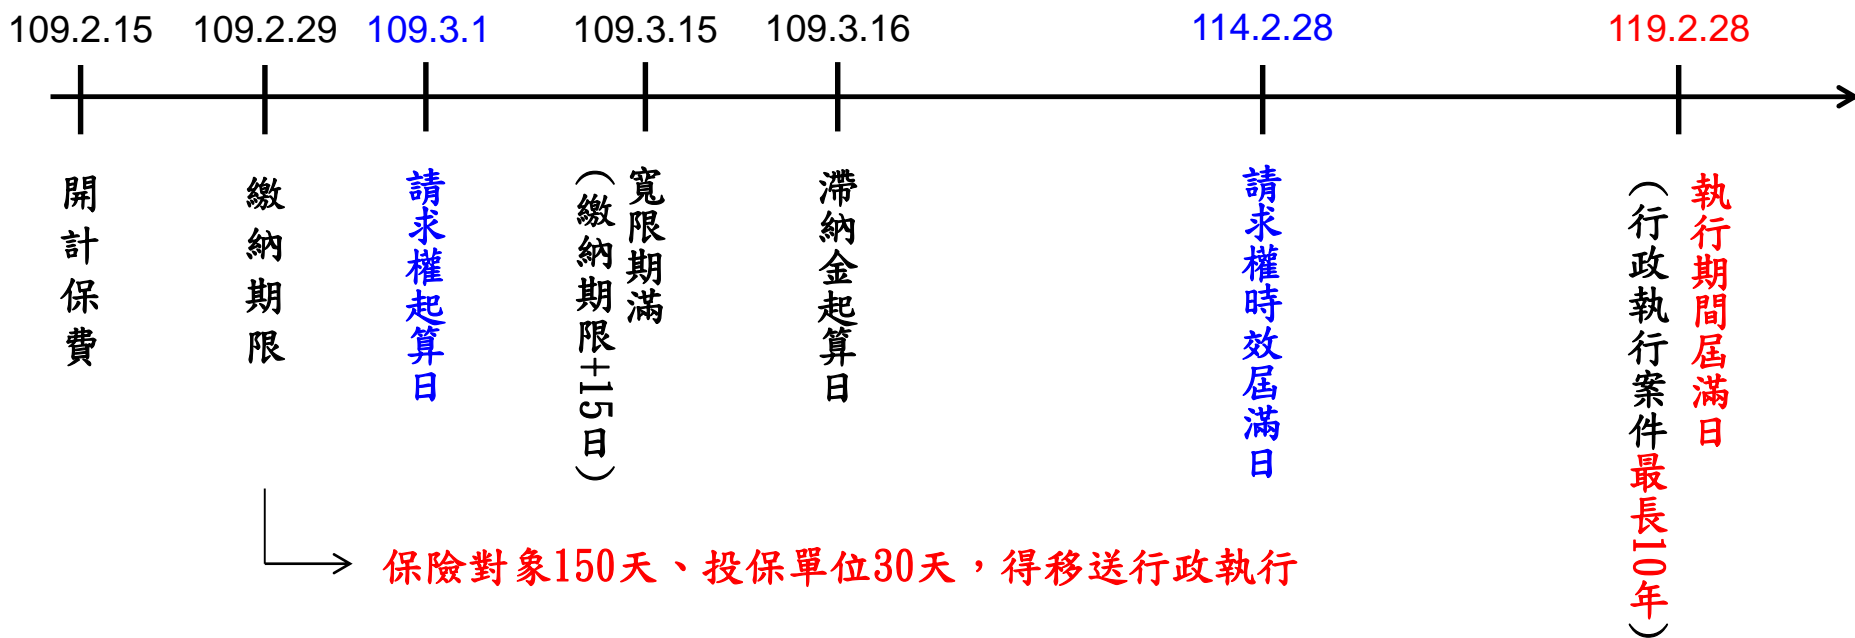 109.2.15
109.2.29
109.3.1
109.3.15
109.3.16
114.2.28
119.2.28
開計保費
繳納期限
請求權起算日
寬限期滿
（繳納期限+15日）
滯納金起算日
請求權時效屆滿日
執行期間屆滿日
（行政執行案件最長10年）
保險對象150天、投保單位30天，得移送行政執行